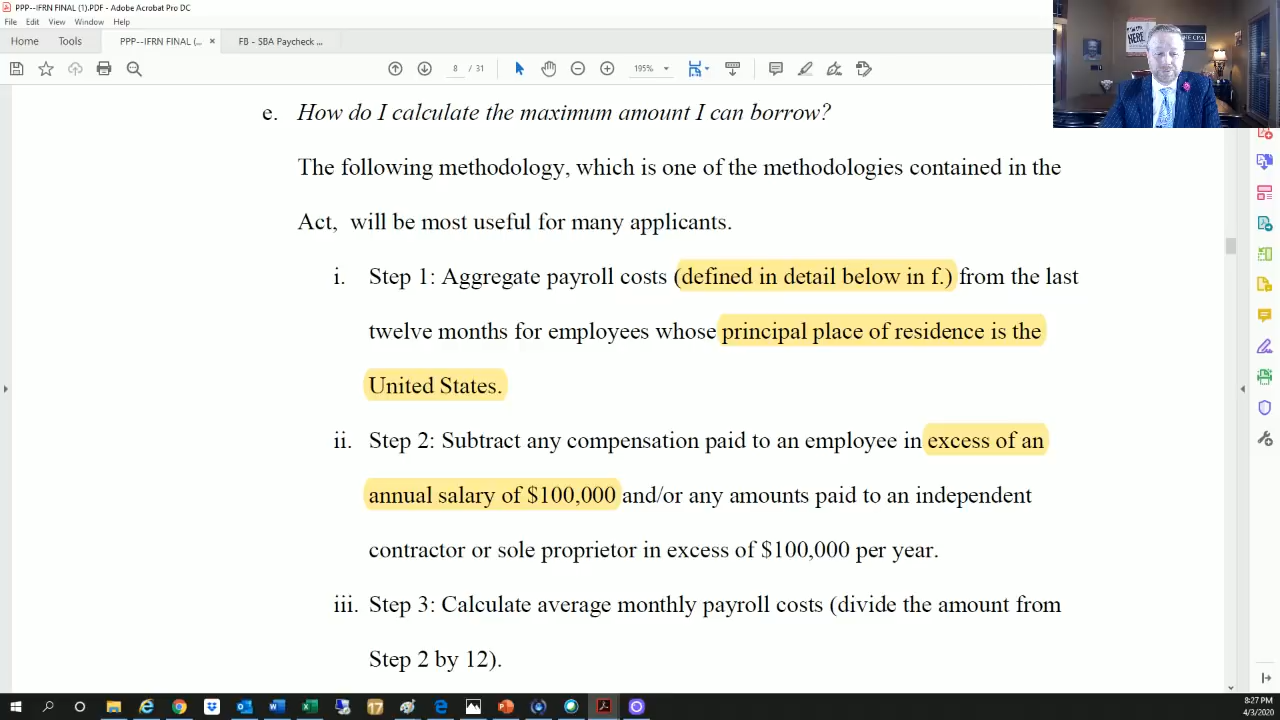 PPP--IFRN FINAL (1).PDF - Adobe Acrobat Pro DC
File Edit View Window Help
Home Tools PPP--IFRN FINAL (... × FB - SBA Paycheck ...
8 / 31 195%
e. How do I calculate the maximum amount I can borrow?
The following methodology, which is one of the methodologies contained in the
Act, will be most useful for many applicants.
i. Step 1: Aggregate payroll costs (defined in detail below in f.) from the last
twelve months for employees whose principal place of residence is the
United States.
ii. Step 2: Subtract any compensation paid to an employee in excess of an
annual salary of $100,000 and/or any amounts paid to an independent
contractor or sole proprietor in excess of $100,000 per year.
iii. Step 3: Calculate average monthly payroll costs (divide the amount from
Step 2 by 12).
17
8:27 PM
4/3/2020
HERE
THE CPA